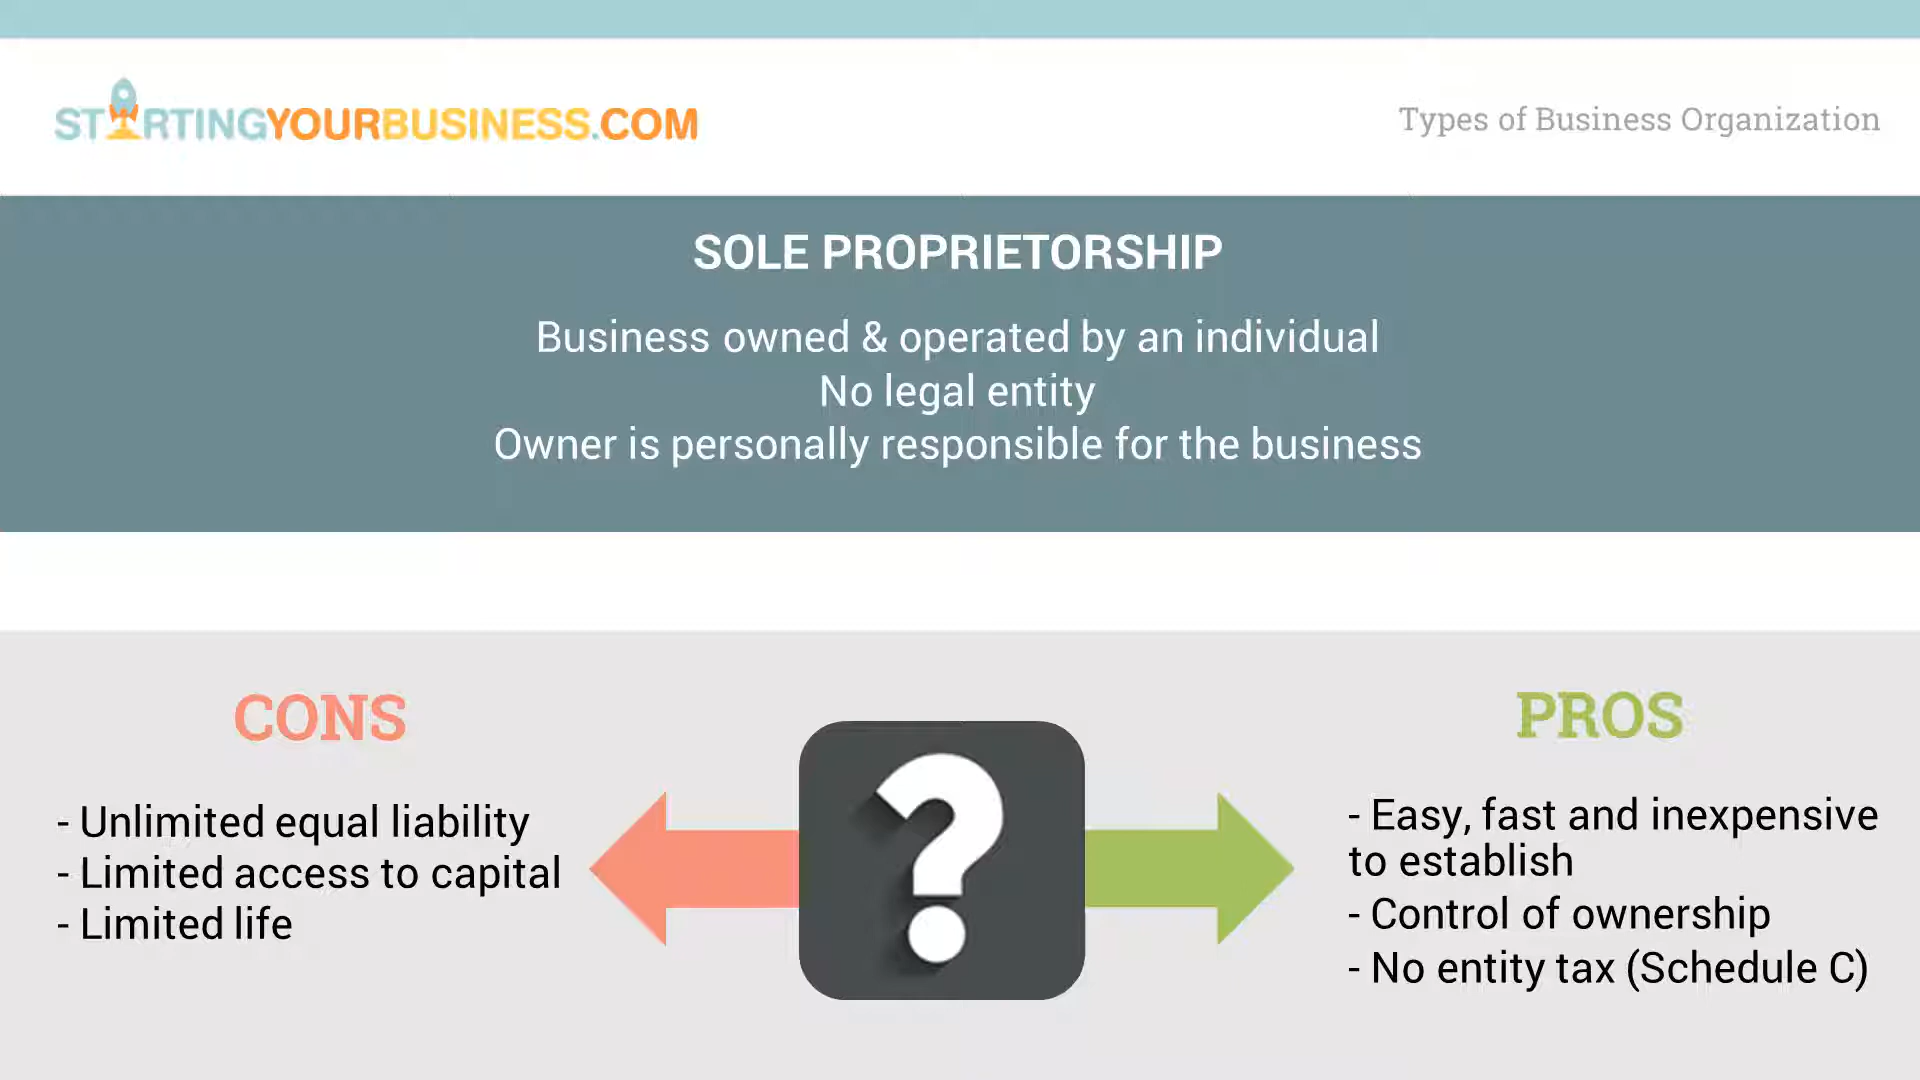 STARTINGYOURBUSINESS.COM
Types of Business Organization
SOLE PROPRIETORSHIP
Business owned & operated by an individual
No legal entity
Owner is personally responsible for the business
CONS
- Unlimited equal liability
- Limited access to capital
- Limited life
?
PROS
- Easy, fast and inexpensive
to establish
- Control of ownership
- No entity tax (Schedule C)